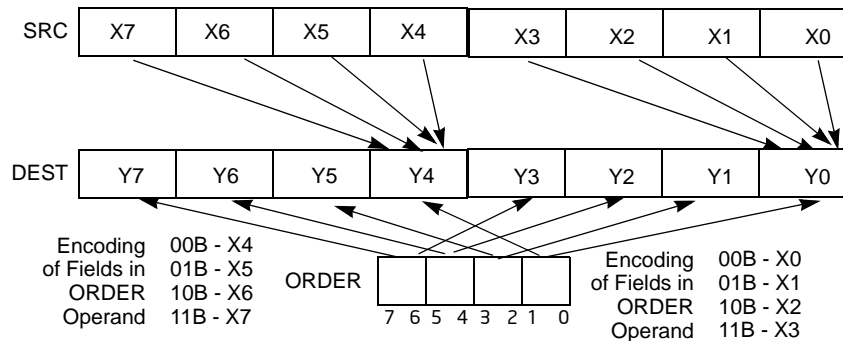 SRC X7 X6 X5 X4 X3 X2 X1 X0
DEST Y7 Y6 Y5 Y4 Y3 Y2 Y1 Y0
Encoding 00B - X4
of Fields in 01B - X5
ORDER 10B - X6
Operand 11B - X7
ORDER
7 6 5 4 3 2 1 0
Encoding 00B - X0
of Fields in 01B - X1
ORDER 10B - X2
Operand 11B - X3